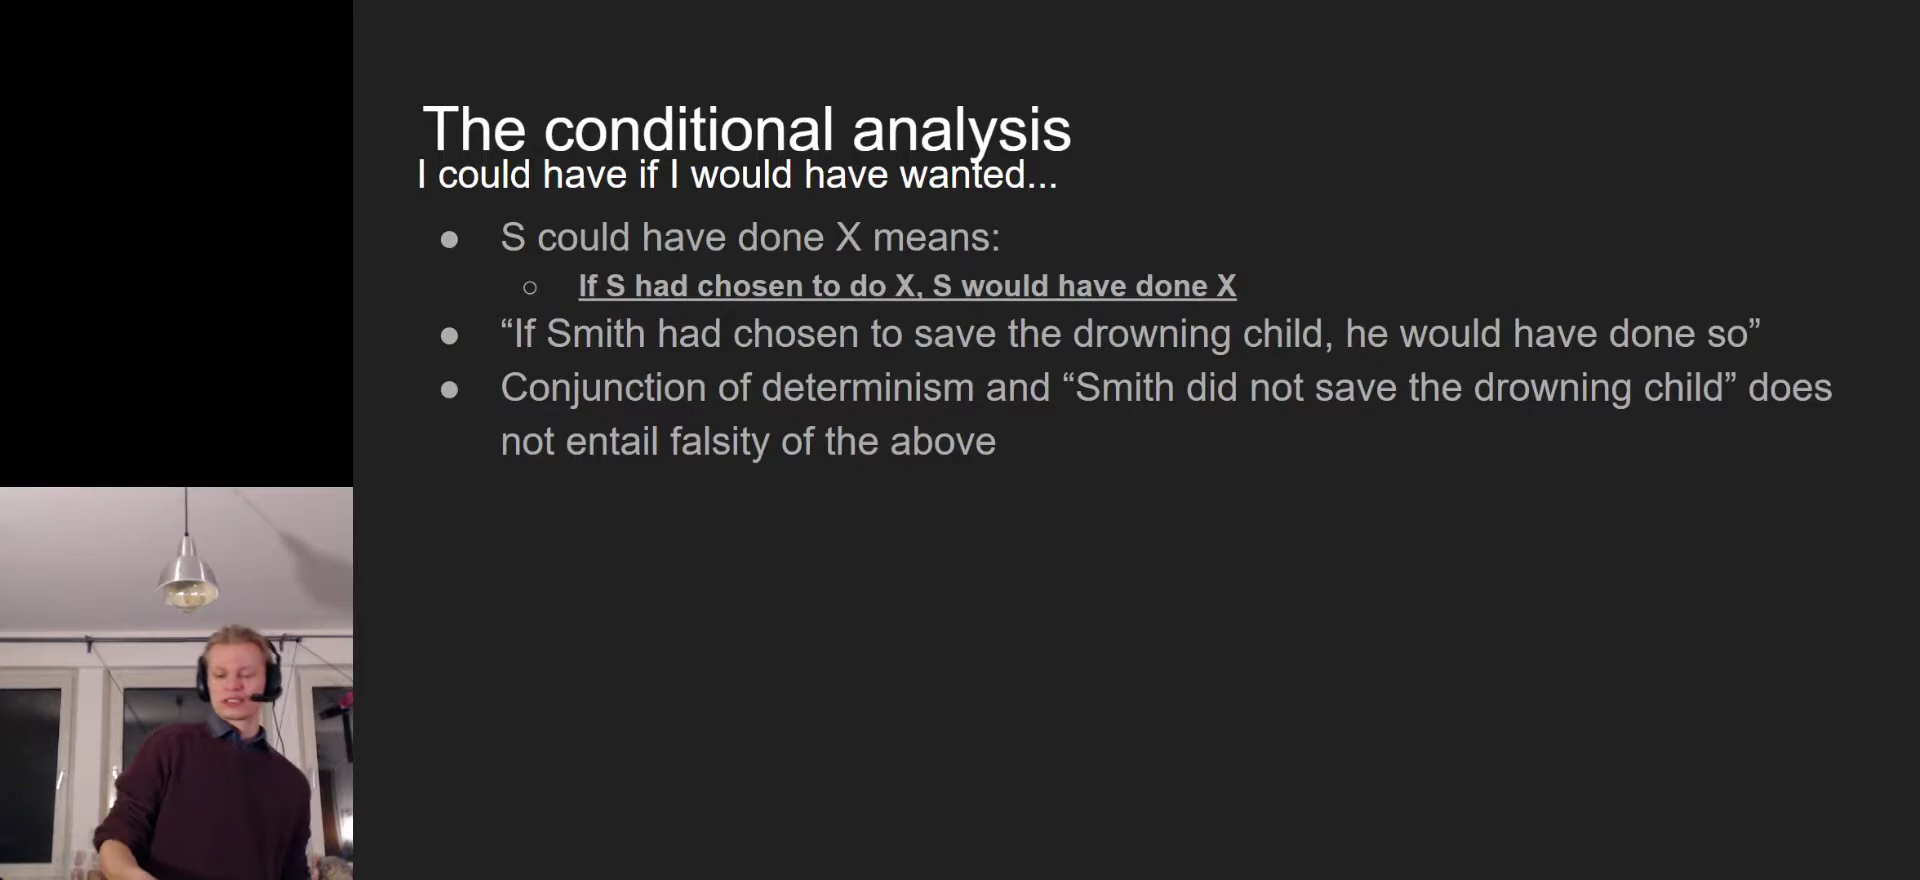 The conditional analysis
I could have if I would have wanted...
● S could have done X means:
○ If S had chosen to do X, S would have done X
● “If Smith had chosen to save the drowning child, he would have done so”
● Conjunction of determinism and “Smith did not save the drowning child” does
not entail falsity of the above